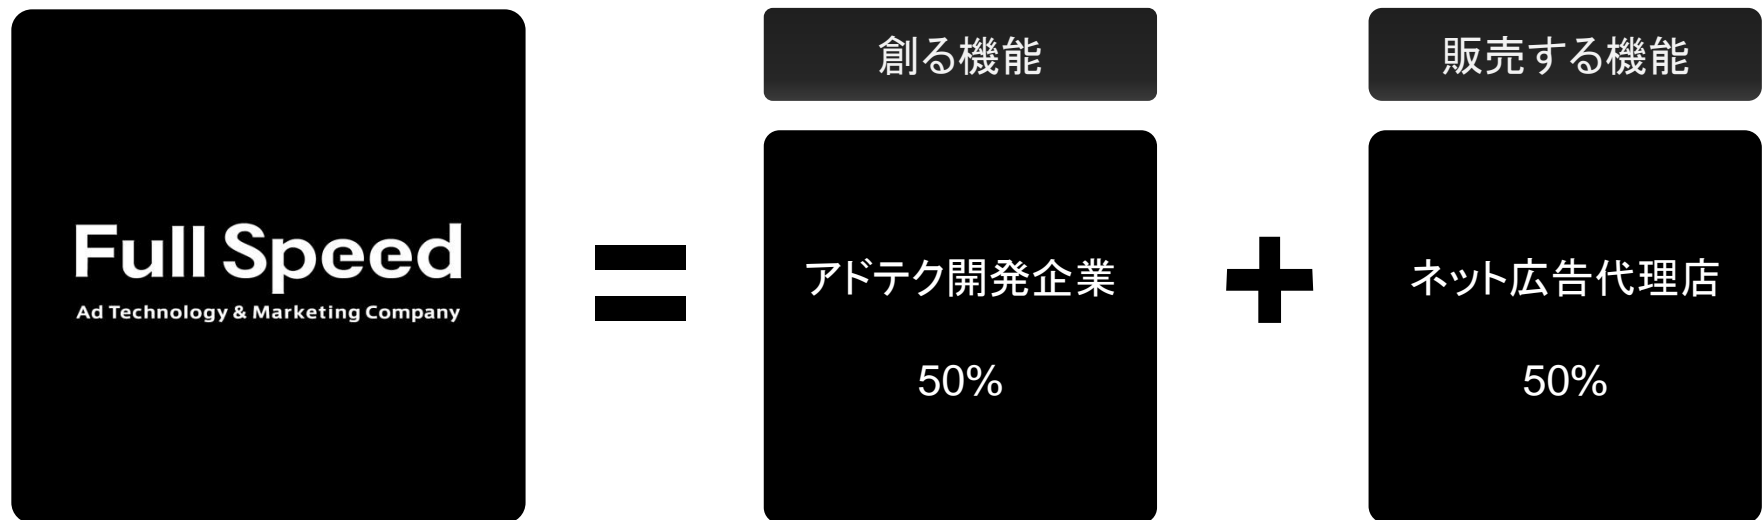 Full Speed
Ad Technology & Marketing Company
=
創る機能
アドテク開発企業
50%
+
販売する機能
ネット広告代理店
50%